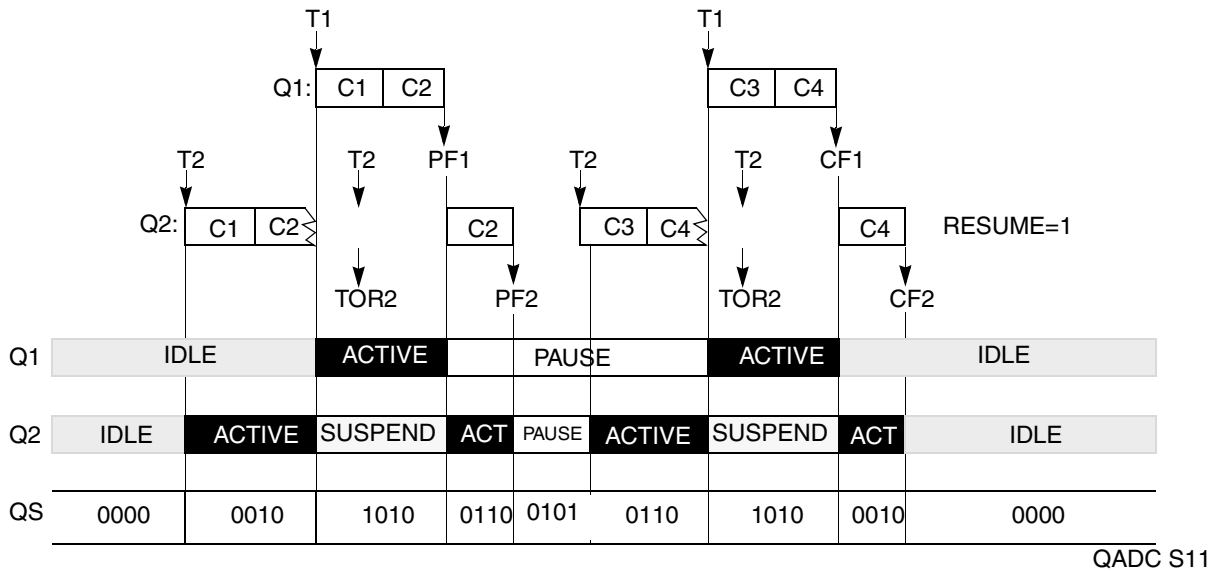 T1 T1
Q1: C1 C2 C3 C4
T2 T2 PF1 T2 T2 CF1
Q2: C1 C2 C2 C3 C4 C4 RESUME=1
TOR2 PF2 TOR2 CF2
Q1 IDLE ACTIVE PAUSE ACTIVE IDLE
Q2 IDLE ACTIVE SUSPEND ACT PAUSE ACTIVE SUSPEND ACT IDLE
QS 0000 0010 1010 0110 0101 0110 1010 0010 0000
QADC S11